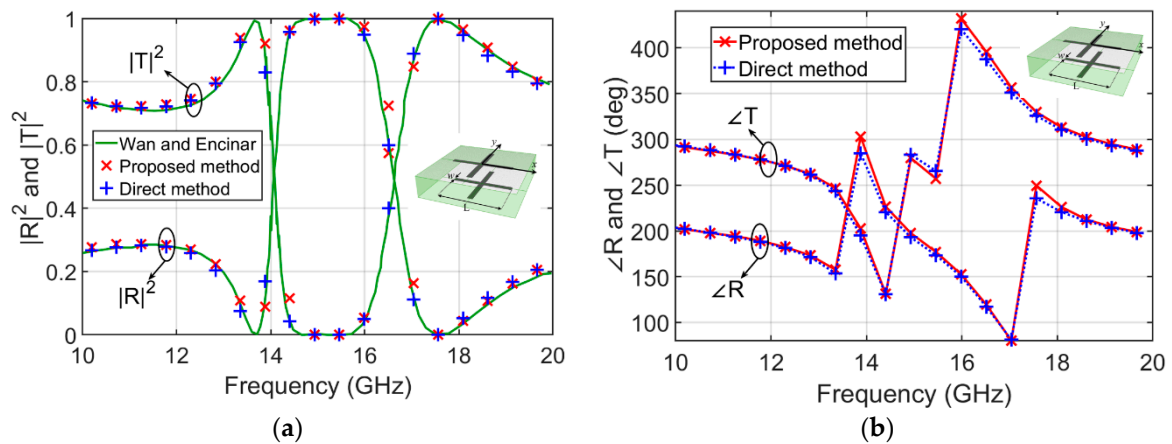 1
0.8
0.6
0.4
0.2
0
|R|² and |T|²
|T|²
Wan and Encinar
Proposed method
Direct method
|R|²
y
x
w
L
10 12 14 16 18 20
Frequency (GHz)
(a)
400
350
300
250
200
150
100
∠R and ∠T (deg)
Proposed method
Direct method
y
x
w
L
∠T
∠R
10 12 14 16 18 20
Frequency (GHz)
(b)